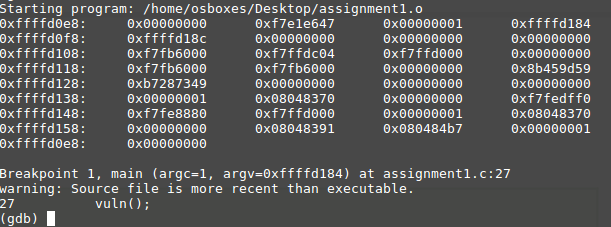 Starting program: /home/osboxes/Desktop/assignment1.o
0xffffd0e8: 0x00000000 0xf7e1e647 0x00000001 0xffffd184
0xffffd0f8: 0xffffd18c 0x00000000 0x00000000 0x00000000
0xffffd108: 0xf7fb6000 0xf7ffdc04 0xf7ffd000 0x00000000
0xffffd118: 0xf7fb6000 0xf7fb6000 0x00000000 0x8b459d59
0xffffd128: 0xb7287349 0x00000000 0x00000000 0x00000000
0xffffd138: 0x00000001 0x08048370 0x00000000 0xf7fedff0
0xffffd148: 0xf7fe8880 0xf7ffd000 0x00000001 0x08048370
0xffffd158: 0x00000000 0x08048391 0x080484b7 0x00000001
0xffffd0e8: 0x00000000
Breakpoint 1, main (argc=1, argv=0xffffd184) at assignment1.c:27
warning: Source file is more recent than executable.
27 vuln();
(gdb)